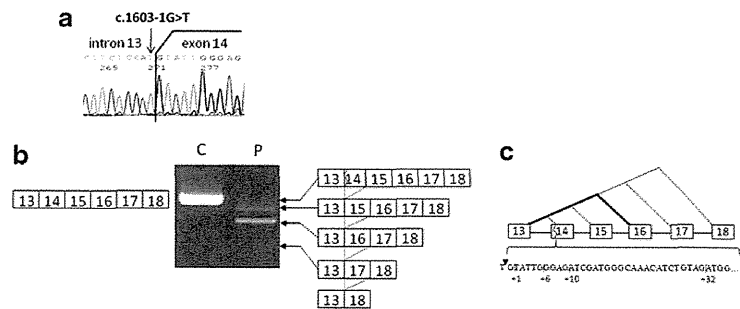 a
c.1603-1G>T
intron 13 exon 14
265 271 277
b
C P
13 14 15 16 17 18
13 14 15 16 17 18
13 15 16 17 18
13 16 17 18
13 17 18
13 18
c
13 14 15 16 17 18
TGTATTGGGAGATCGATGGGCAAACATCTGTAGATGG...
+1 +6 +10 +32